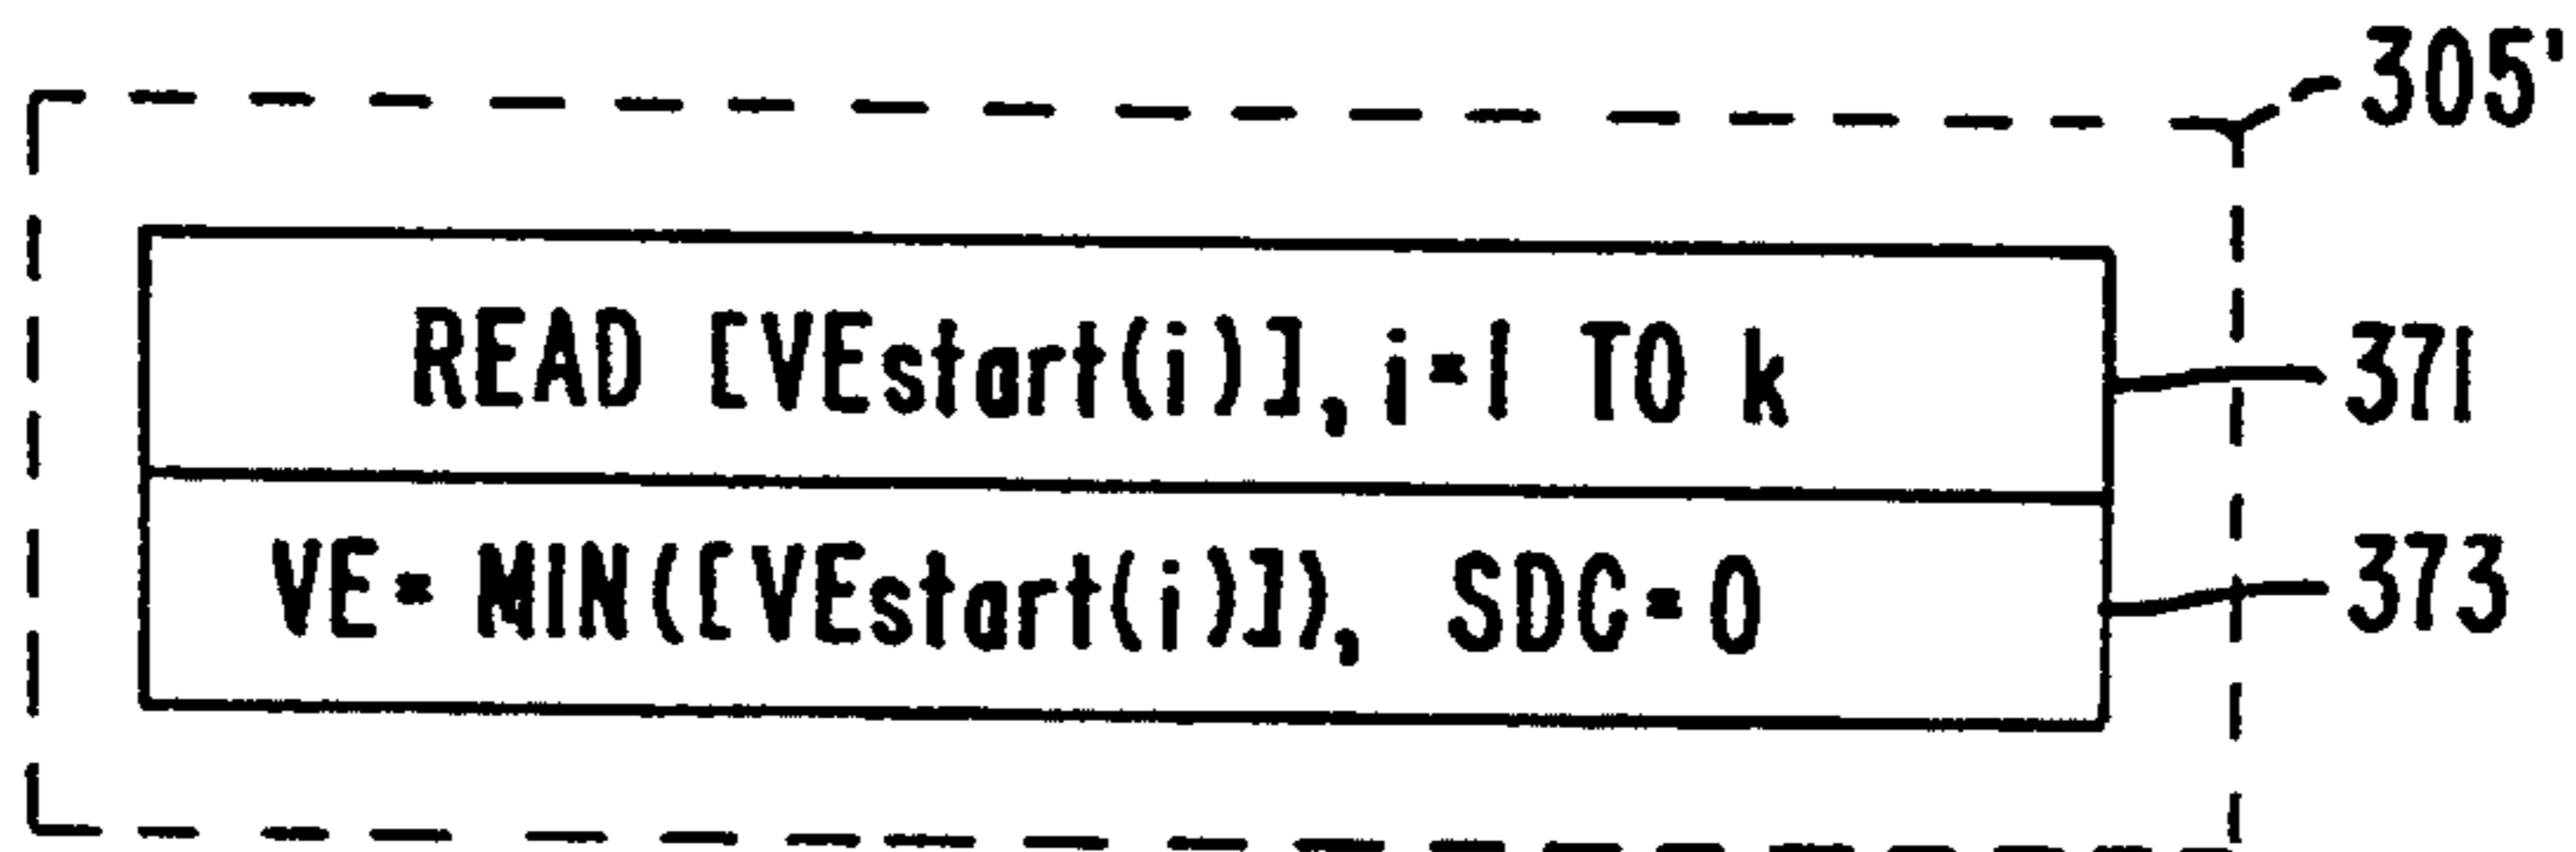 305'
READ [VEstart(i)], i=1 TO k
371
VE= MIN([VEstart(i)]), SDC=0
373